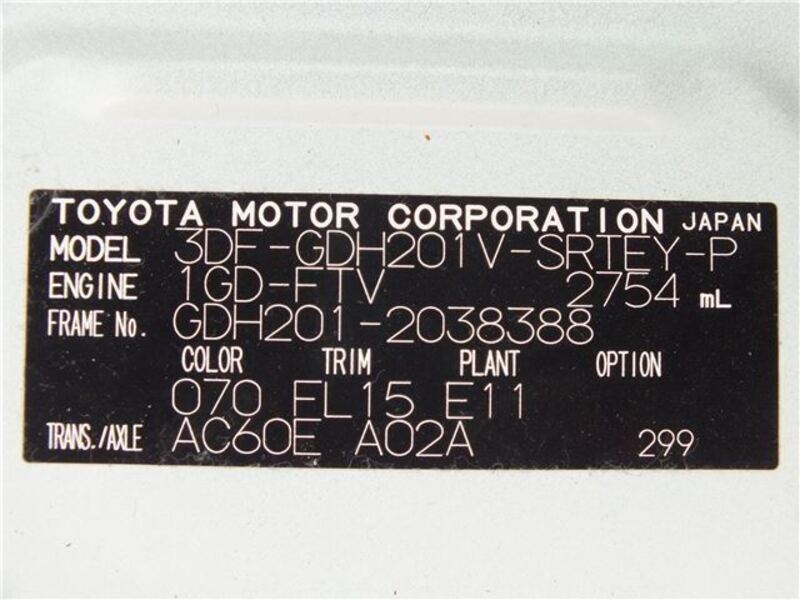 TOYOTA MOTOR CORPORATION JAPAN
MODEL 3DF-GDH201V-SRTEY-P
ENGINE 1GD-FTV 2754 mL
FRAME No. GDH201-2038388
COLOR TRIM PLANT OPTION
070 FL15 E11
TRANS./AXLE AC60E A02A 299